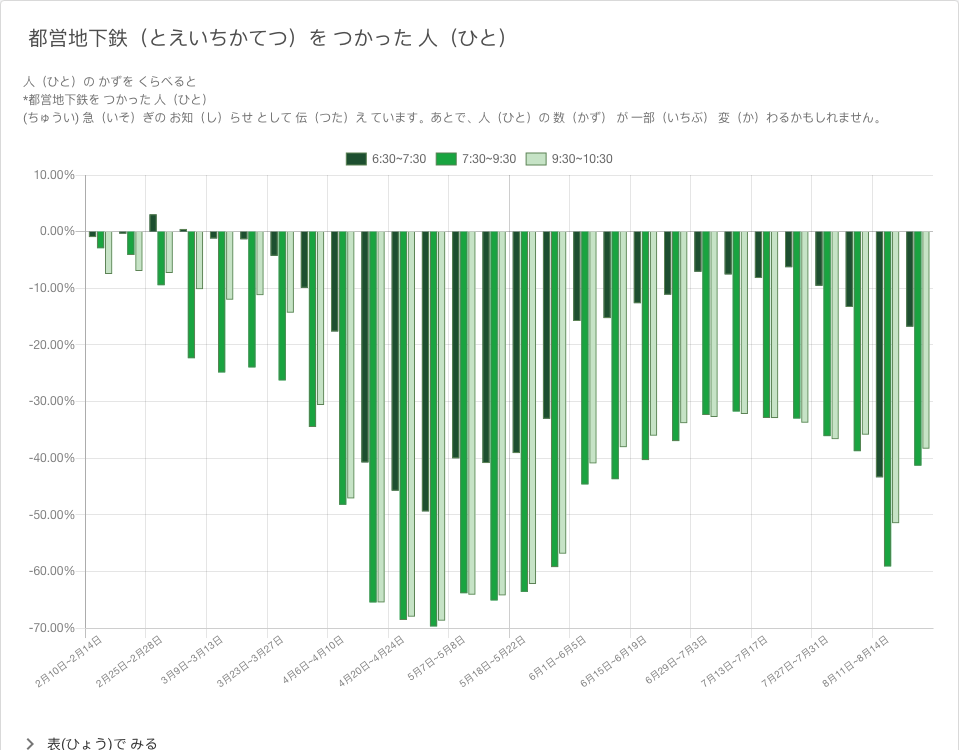 都営地下鉄（とえいちかてつ）を つかった 人（ひと）
人（ひと）の かずを くらべると
*都営地下鉄を つかった 人（ひと）
(ちゅうい) 急（いそ）ぎの お知（し）らせ として 伝（つた）え ています。あとで、人（ひと）の 数（かず） が 一部（いちぶ） 変（か）わるかもしれません。
6:30~7:30 7:30~9:30 9:30~10:30
10.00%
0.00%
-10.00%
-20.00%
-30.00%
-40.00%
-50.00%
-60.00%
-70.00%
2月10日~2月14日
2月25日~2月28日
3月9日~3月13日
3月23日~3月27日
4月6日~4月10日
4月20日~4月24日
5月7日~5月8日
5月18日~5月22日
6月1日~6月5日
6月15日~6月19日
6月29日~7月3日
7月13日~7月17日
7月27日~7月31日
8月11日~8月14日
表(ひょう)で みる